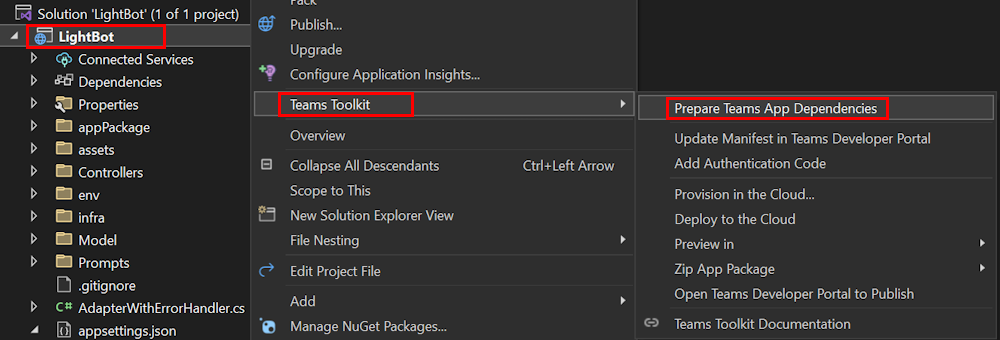 Solution 'LightBot' (1 of 1 project)
LightBot
Connected Services
Dependencies
Properties
appPackage
assets
Controllers
env
infra
Model
Prompts
.gitignore
C# AdapterWithErrorHandler.cs
appsettings.json
Pack
Publish...
Upgrade
Configure Application Insights...
Teams Toolkit
Overview
Collapse All Descendants Ctrl+Left Arrow
Scope to This
New Solution Explorer View
File Nesting
Edit Project File
Add
Manage NuGet Packages...
Prepare Teams App Dependencies
Update Manifest in Teams Developer Portal
Add Authentication Code
Provision in the Cloud...
Deploy to the Cloud
Preview in
Zip App Package
Open Teams Developer Portal to Publish
Teams Toolkit Documentation